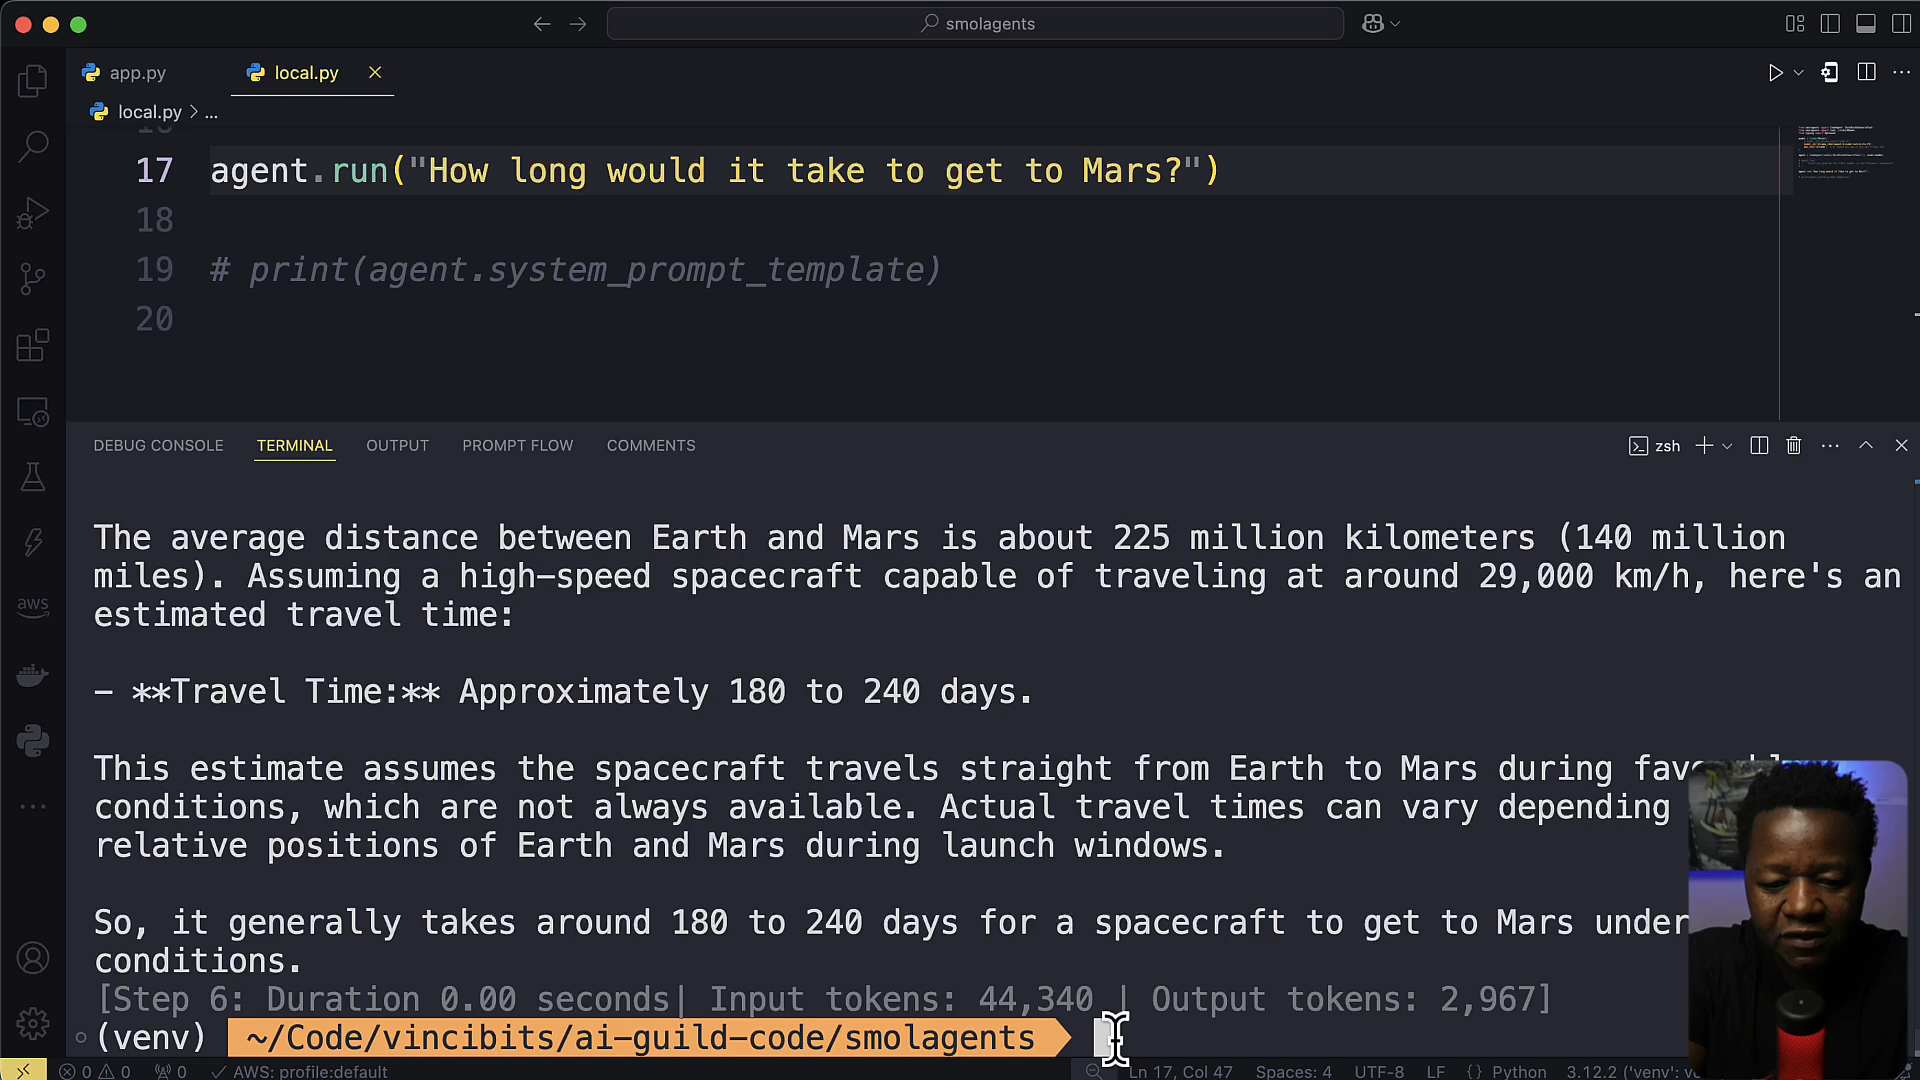 smolagents
app.py
local.py
local.py > ...
17 agent.run("How long would it take to get to Mars?")
18
19 # print(agent.system_prompt_template)
20
DEBUG CONSOLE TERMINAL OUTPUT PROMPT FLOW COMMENTS
zsh
The average distance between Earth and Mars is about 225 million kilometers (140 million
miles). Assuming a high-speed spacecraft capable of traveling at around 29,000 km/h, here's an
estimated travel time:
- **Travel Time:** Approximately 180 to 240 days.
This estimate assumes the spacecraft travels straight from Earth to Mars during
conditions, which are not always available. Actual travel times can vary depending
relative positions of Earth and Mars during launch windows.
So, it generally takes around 180 to 240 days for a spacecraft to get to Mars under
conditions.
[Step 6: Duration 0.00 seconds| Input tokens: 44,340 | Output tokens: 2,967]
(venv) ~/Code/vincibits/ai-guild-code/smolagents
aws
0 0 0 AWS: profile:default Ln 17, Col 47 Spaces: 4 UTF-8 LF {} Python 3.12.2 ('venv':